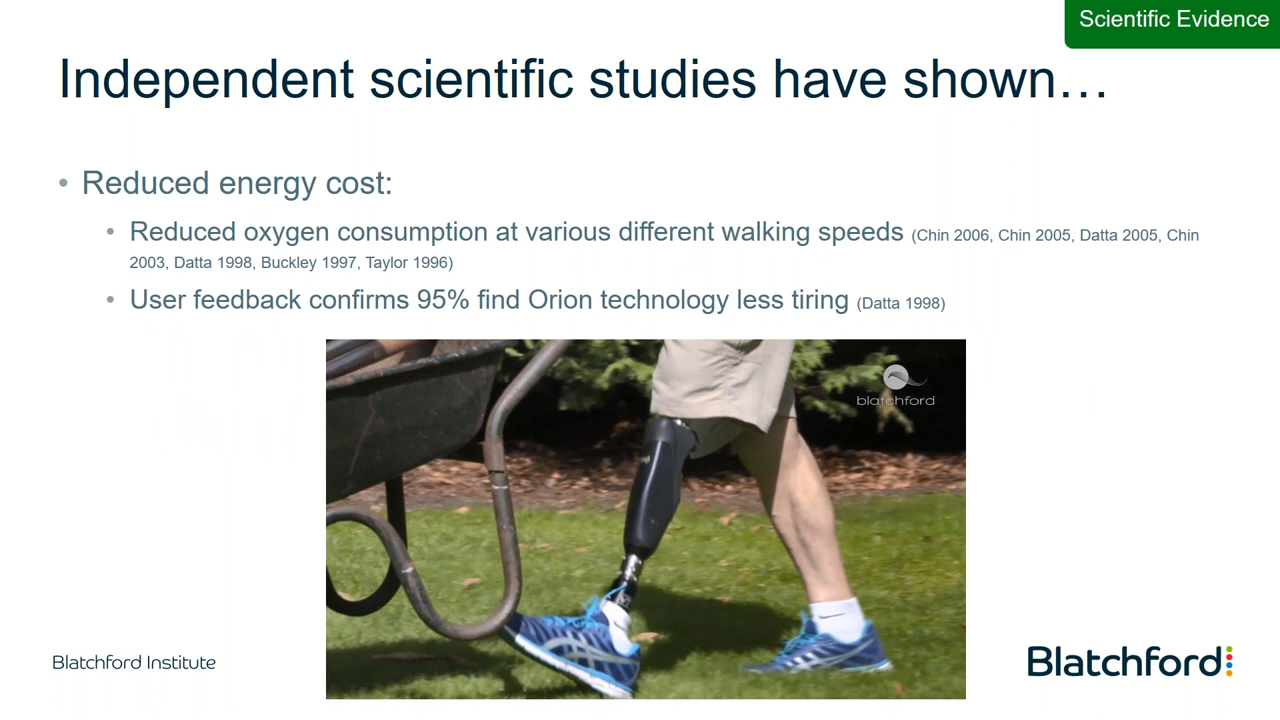 Scientific Evidence
Independent scientific studies have shown…
• Reduced energy cost:
• Reduced oxygen consumption at various different walking speeds (Chin 2006, Chin 2005, Datta 2005, Chin
2003, Datta 1998, Buckley 1997, Taylor 1996)
• User feedback confirms 95% find Orion technology less tiring (Datta 1998)
blatchford
Blatchford Institute
Blatchford